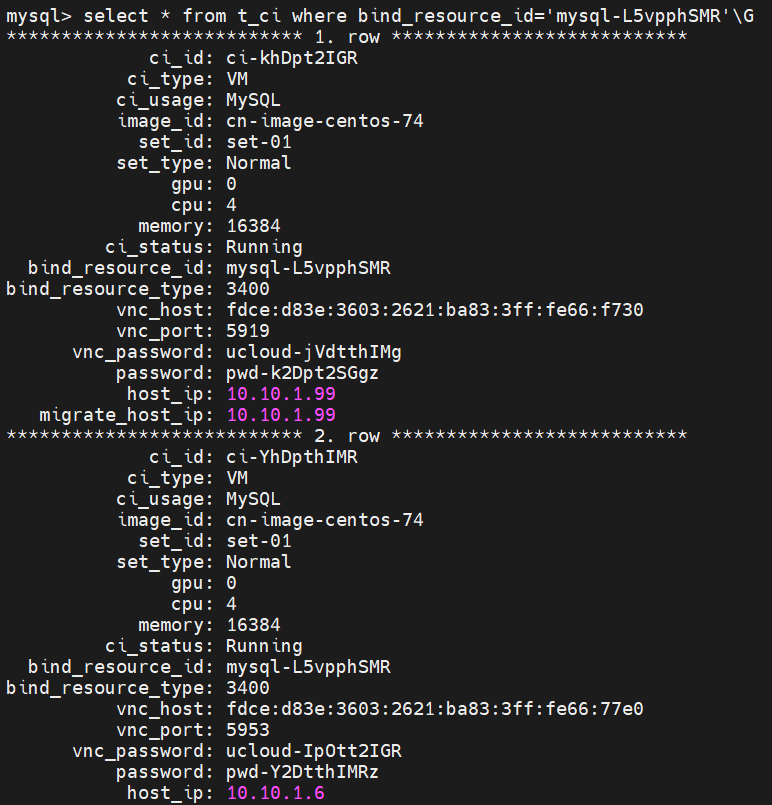 mysql> select * from t_ci where bind_resource_id='mysql-L5vpphSMR'\G
*************************** 1. row ***************************
ci_id: ci-khDpt2IGR
ci_type: VM
ci_usage: MySQL
image_id: cn-image-centos-74
set_id: set-01
set_type: Normal
gpu: 0
cpu: 4
memory: 16384
ci_status: Running
bind_resource_id: mysql-L5vpphSMR
bind_resource_type: 3400
vnc_host: fdce:d83e:3603:2621:ba83:3ff:fe66:f730
vnc_port: 5919
vnc_password: ucloud-jVdtthIMg
password: pwd-k2Dpt2SGgz
host_ip: 10.10.1.99
migrate_host_ip: 10.10.1.99
*************************** 2. row ***************************
ci_id: ci-YhDpthIMR
ci_type: VM
ci_usage: MySQL
image_id: cn-image-centos-74
set_id: set-01
set_type: Normal
gpu: 0
cpu: 4
memory: 16384
ci_status: Running
bind_resource_id: mysql-L5vpphSMR
bind_resource_type: 3400
vnc_host: fdce:d83e:3603:2621:ba83:3ff:fe66:77e0
vnc_port: 5953
vnc_password: ucloud-IpOtt2IGR
password: pwd-Y2DtthIMRz
host_ip: 10.10.1.6